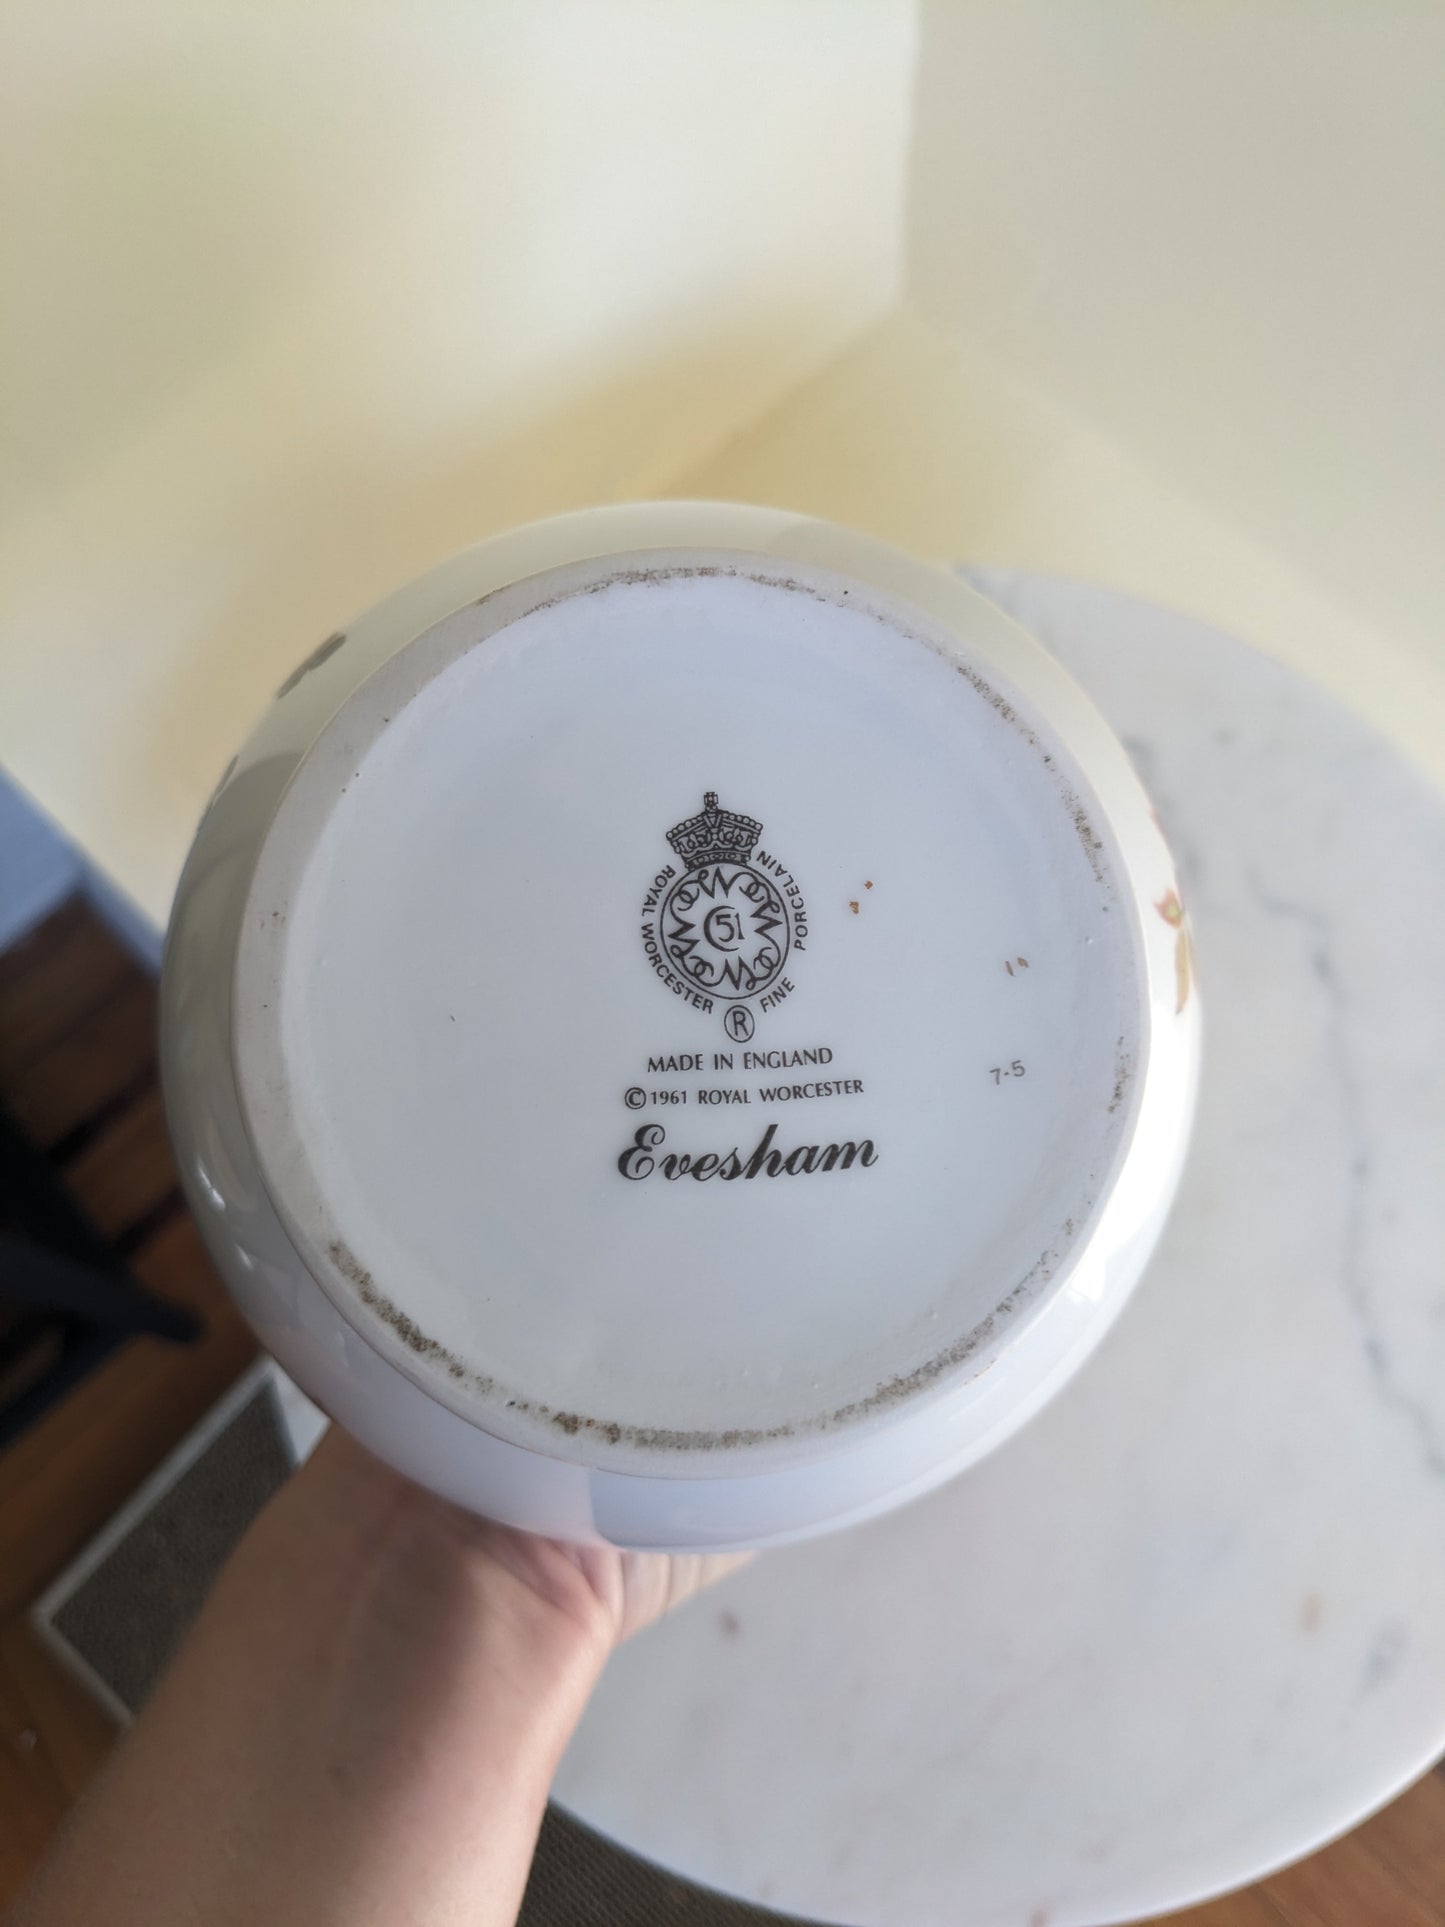 ROYAL WORCESTER FINE PORCELAIN
51
®
MADE IN ENGLAND
© 1961 ROYAL WORCESTER
7-5
Evesham